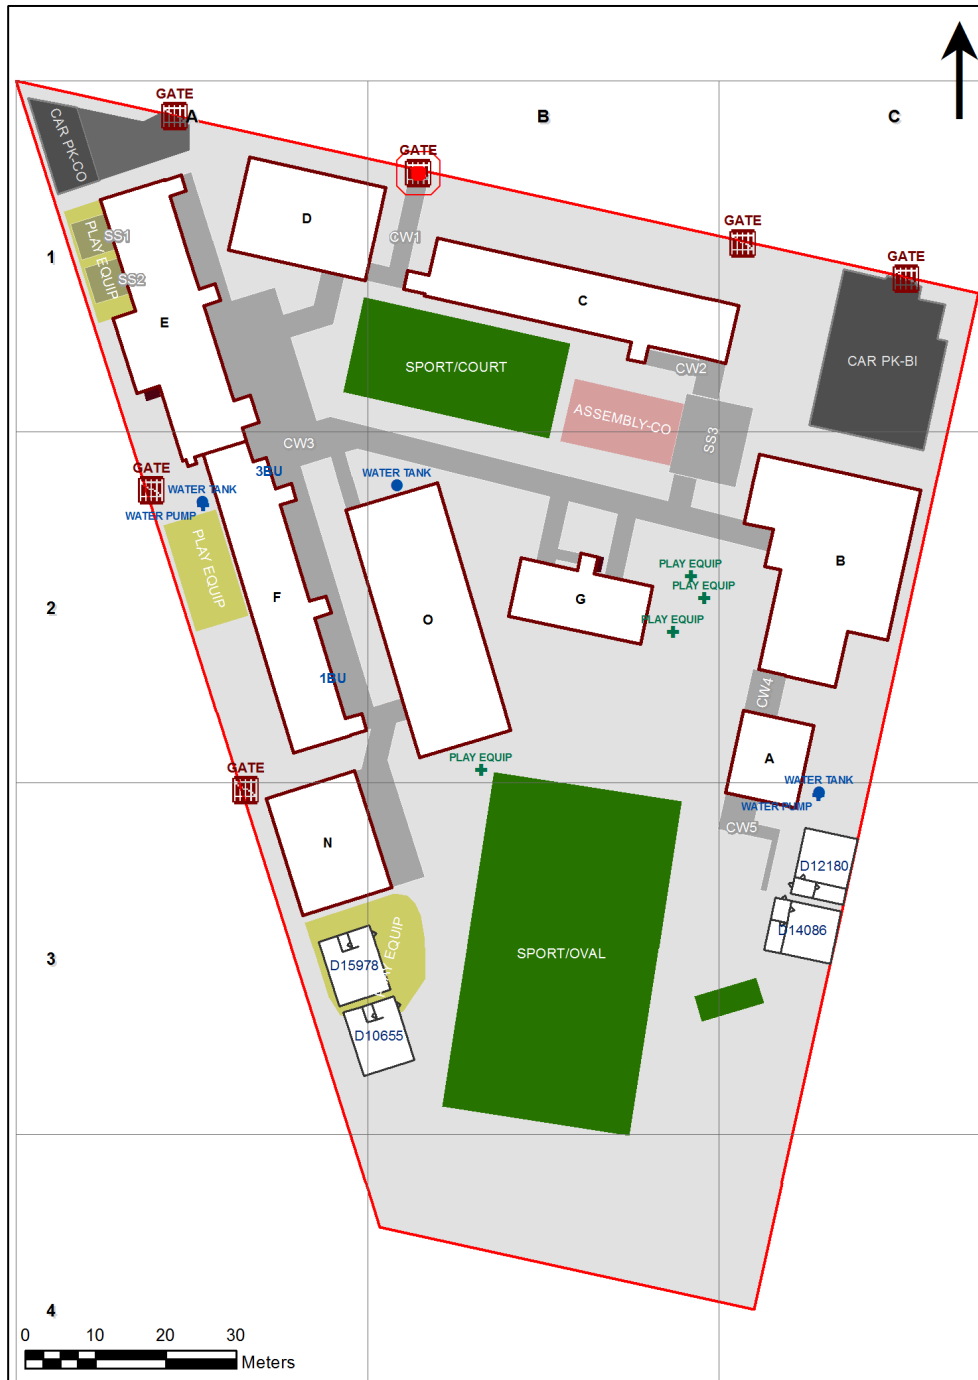 GATE
A
B
C
CAR PK-CO
GATE
D
CW1
GATE
GATE
PLAY EQUIP
SS1
SS2
1
E
C
SPORT/COURT
CW2
CAR PK-BI
ASSEMBLY-CO
SS3
CW3
GATE
3BU
WATER TANK
WATER TANK
WATER PUMP
PLAY EQUIP
PLAY EQUIP
PLAY EQUIP
PLAY EQUIP
B
2
F
G
O
1BU
CW4
PLAY EQUIP
A
GATE
WATER TANK
WATER PUMP
CW5
N
D12180
D14086
PLAY EQUIP
SPORT/OVAL
3
D15978
D10655
4
0 10 20 30
Meters